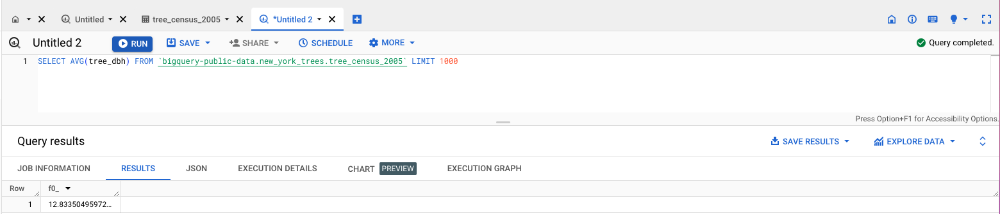 Untitled tree_census_2005 *Untitled 2
Untitled 2 RUN SAVE SHARE SCHEDULE MORE Query completed.
1 SELECT AVG(tree_dbh) FROM `bigquery-public-data.new_york_trees.tree_census_2005` LIMIT 1000
Press Option+F1 for Accessibility Options.
Query results SAVE RESULTS EXPLORE DATA
JOB INFORMATION RESULTS JSON EXECUTION DETAILS CHART PREVIEW EXECUTION GRAPH
Row f0_
1 12.83350495972...